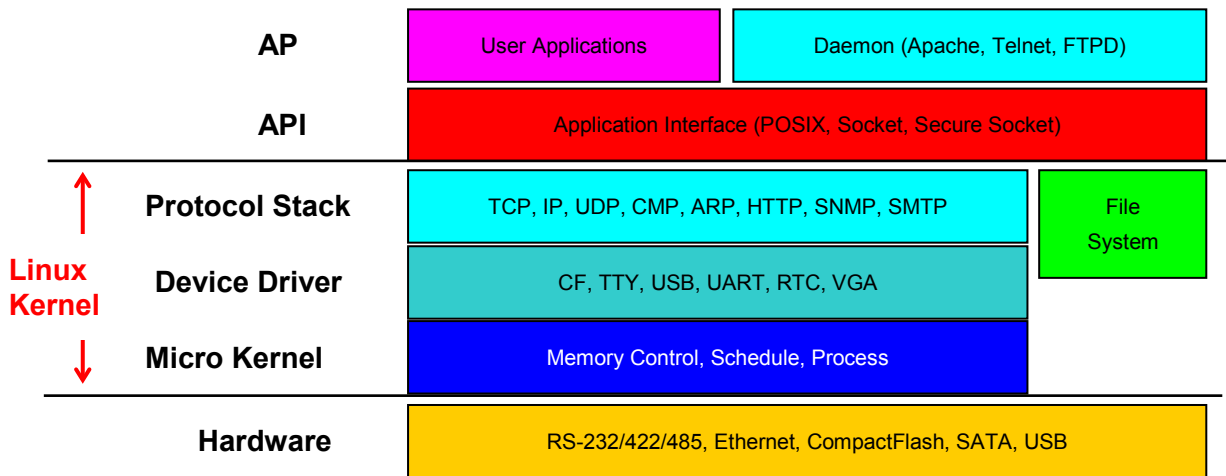 AP
User Applications
Daemon (Apache, Telnet, FTPD)
API
Application Interface (POSIX, Socket, Secure Socket)
Linux
Kernel
Protocol Stack
TCP, IP, UDP, CMP, ARP, HTTP, SNMP, SMTP
File
System
Device Driver
CF, TTY, USB, UART, RTC, VGA
Micro Kernel
Memory Control, Schedule, Process
Hardware
RS-232/422/485, Ethernet, CompactFlash, SATA, USB